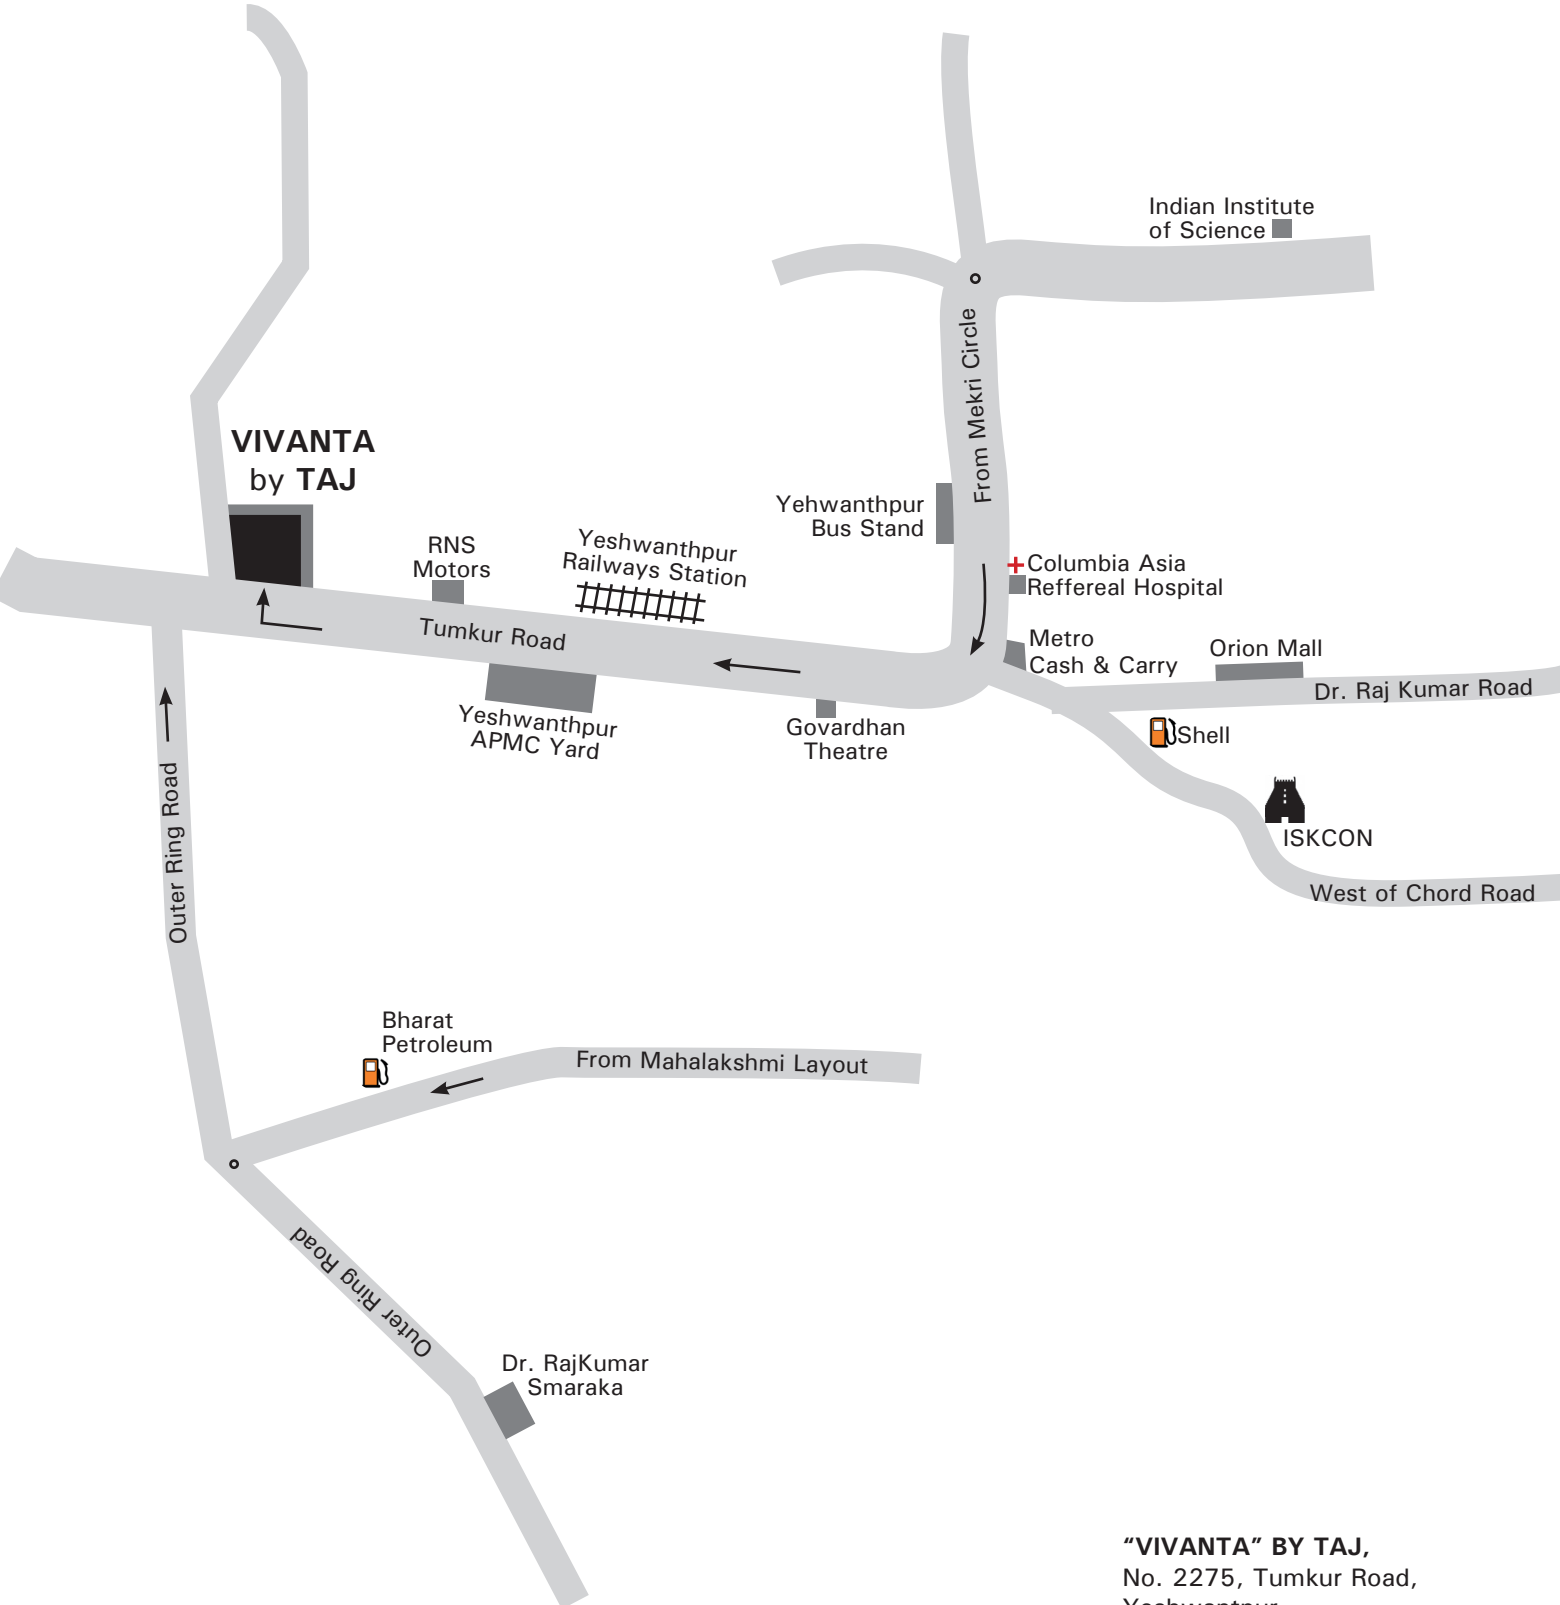 Indian Institute
of Science
From Mekri Circle
VIVANTA
by TAJ
Yehwanthpur
Bus Stand
RNS
Motors
Yeshwanthpur
Railways Station
Columbia Asia
Reffereal Hospital
Tumkur Road
Metro
Cash & Carry
Orion Mall
Dr. Raj Kumar Road
Yeshwanthpur
APMC Yard
Govardhan
Theatre
Shell
Outer Ring Road
ISKCON
West of Chord Road
Bharat
Petroleum
From Mahalakshmi Layout
Outer Ring Road
Dr. RajKumar
Smaraka
“VIVANTA” BY TAJ,
No. 2275, Tumkur Road,